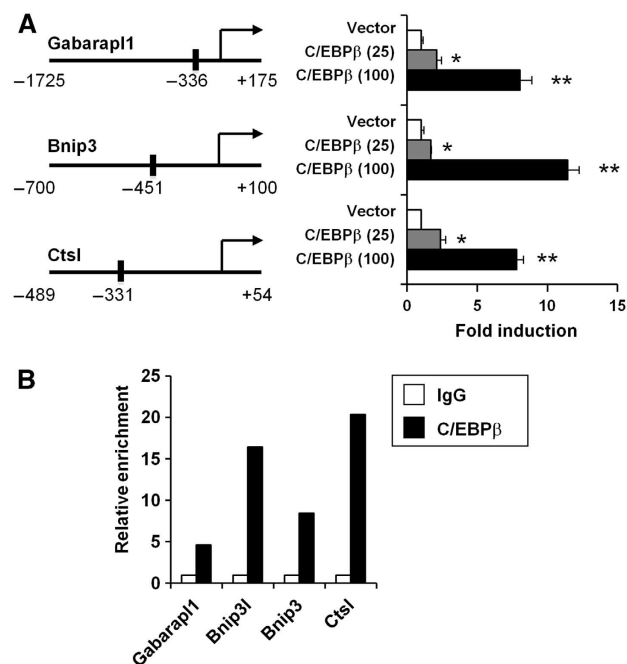 A
Gabarapl1
−1725 −336 +175
Bnip3
−700 −451 +100
Ctsl
−489 −331 +54
Vector
C/EBPβ (25) *
C/EBPβ (100) **
Vector
C/EBPβ (25) *
C/EBPβ (100) **
Vector
C/EBPβ (25) *
C/EBPβ (100) **
0 5 10 15
Fold induction
B
Relative enrichment
25
20
15
10
5
0
Gabarapl1
Bnip3l
Bnip3
Ctsl
IgG
C/EBPβ